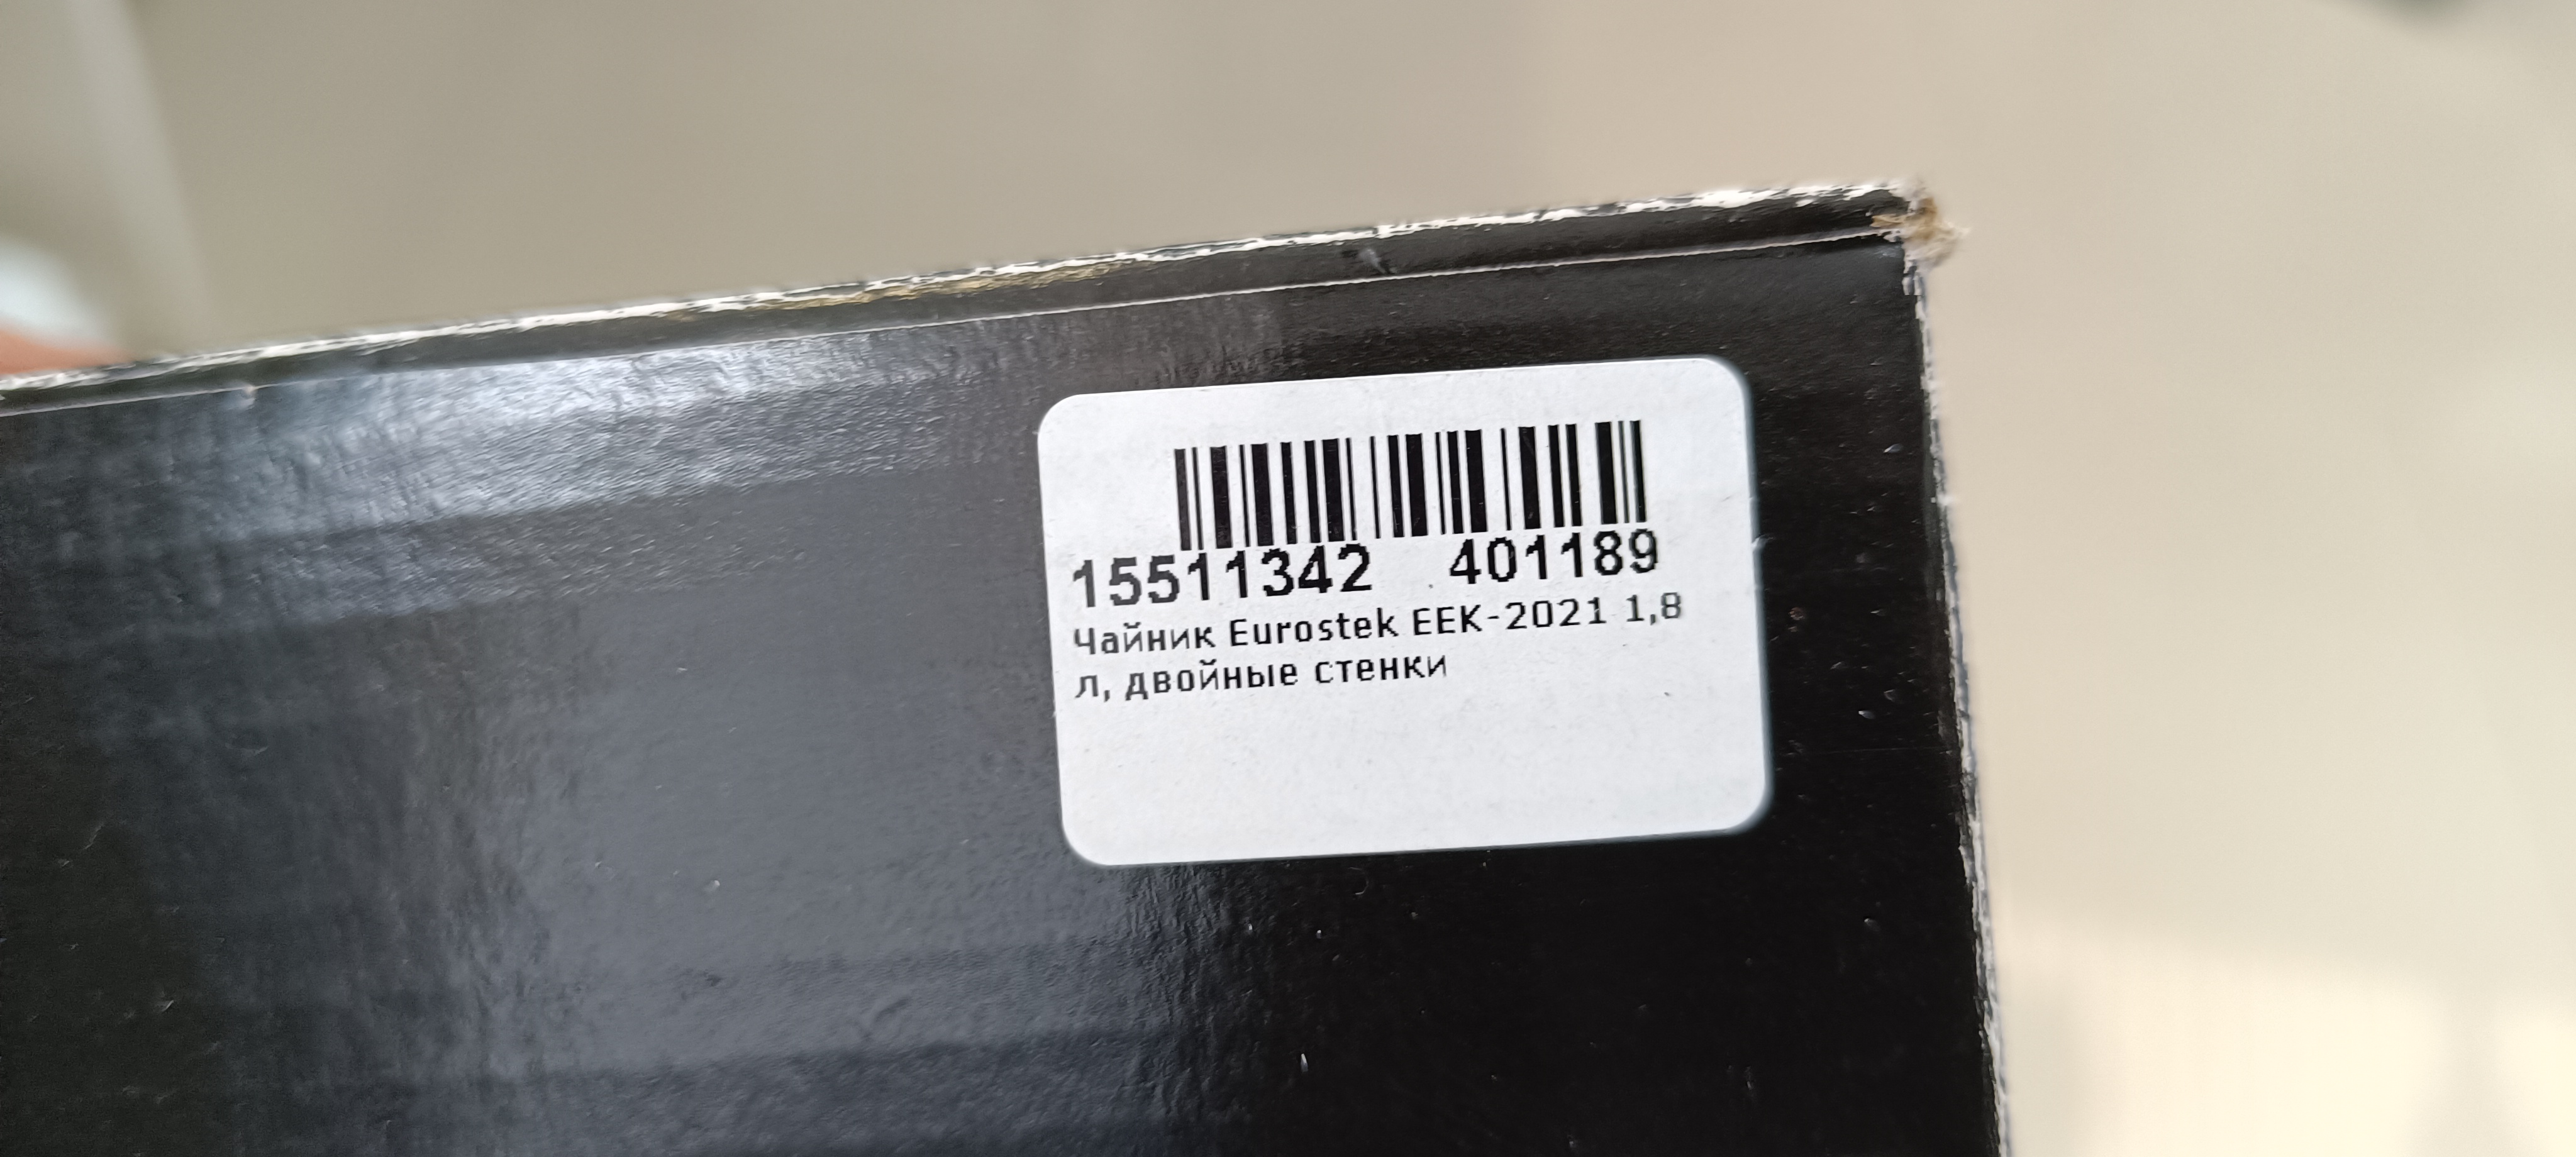 15511342 401189
Чайник Eurostek EEK-2021 1,8
л, двойные стенки